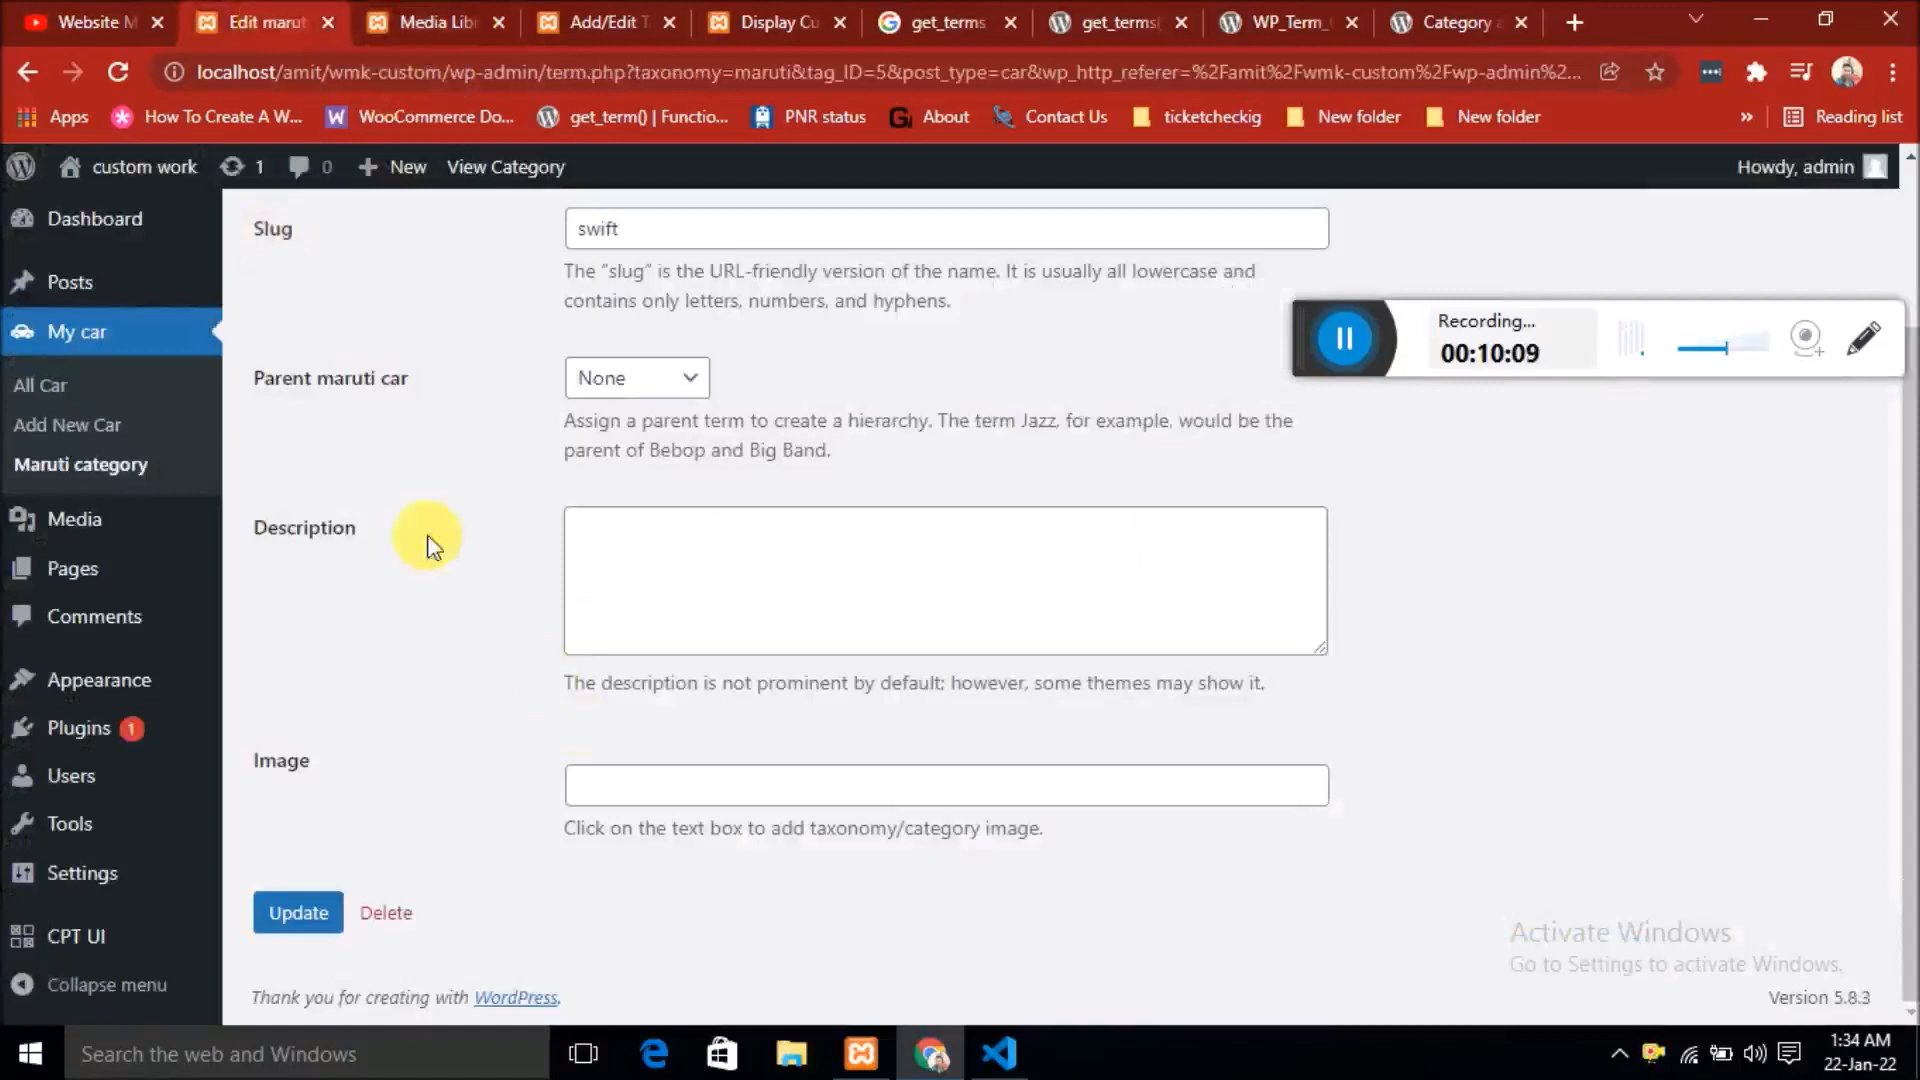 Website M
Edit marut
Media Lib
Add/Edit T
Display Cu
get_terms
get_terms(
WP_Term_
Category a
localhost/amit/wmk-custom/wp-admin/term.php?taxonomy=maruti&tag_ID=5&post_type=car&wp_http_referer=%2Famit%2Fwmk-custom%2Fwp-admin%2...
Apps
How To Create A W...
WooCommerce Do...
get_term() | Functio...
PNR status
About
Contact Us
ticketcheckig
New folder
New folder
»
Reading list
custom work
1
0
New
View Category
Howdy, admin
Dashboard
Posts
My car
All Car
Add New Car
Maruti category
Media
Pages
Comments
Appearance
Plugins 1
Users
Tools
Settings
CPT UI
Collapse menu
Slug
swift
The “slug” is the URL-friendly version of the name. It is usually all lowercase and
contains only letters, numbers, and hyphens.
Recording...
00:10:09
Parent maruti car
None
Assign a parent term to create a hierarchy. The term Jazz, for example, would be the
parent of Bebop and Big Band.
Description
The description is not prominent by default; however, some themes may show it.
Image
Click on the text box to add taxonomy/category image.
Update
Delete
Activate Windows
Go to Settings to activate Windows.
Thank you for creating with WordPress.
Version 5.8.3
Search the web and Windows
1:34 AM
22-Jan-22